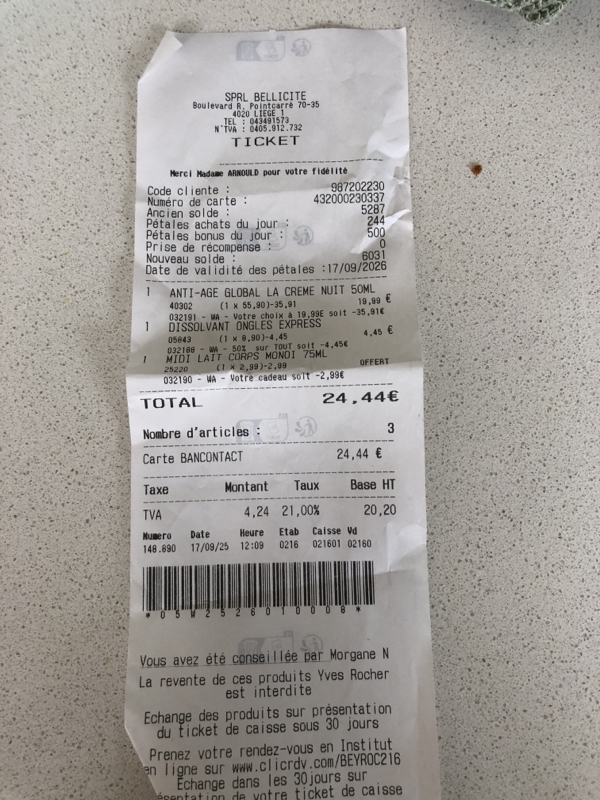 SPRL BELLICITE
Boulevard R. Pointcarré 70-35
4020 LIEGE 1
TEL : 043491573
N°TVA : 0405.912.732
TICKET
Merci Madame ARNOULD pour votre fidélité
Code client : 987202230
Numéro de carte : 432000230337
Ancien solde : 5287
Pétales achats du jour : 244
Pétales bonus du jour : 500
Prise de récompense : 0
Nouveau solde : 6031
Date de validité des pétales :17/09/2026
1 ANTI-AGE GLOBAL LA CREME NUIT 50ML
40302 (1 x 55,90)-35,91 19,99 €
032191 - WA - Votre choix à 19,99E soit -35,91€
1 DISSOLVANT ONGLES EXPRESS
05843 (1 x 8,90)-4,45 4,45 €
032188 - WA - 50% sur TOUT soit -4,45€
1 MIDI LAIT CORPS MONOI 75ML
25220 (1 x 2,99)-2,99 OFFERT
032190 - WA - Votre cadeau soit -2,99€
TOTAL 24,44€
Nombre d'articles : 3
Carte BANCONTACT 24,44 €
Taxe Montant Taux Base HT
TVA 4,24 21,00% 20,20
Numero Date Heure Etab Caisse Vd
148.890 17/09/25 12:09 0216 021601 02160
*05W2526010008*
Vous avez été conseillée par Morgane N
La revente de ces produits Yves Rocher
est interdite
Echange des produits sur présentation
du ticket de caisse sous 30 jours
Prenez votre rendez-vous en Institut
en ligne sur www.clicrdv.com/BEYROC216
Echange dans les 30jours sur
présentation de votre ticket de caisse